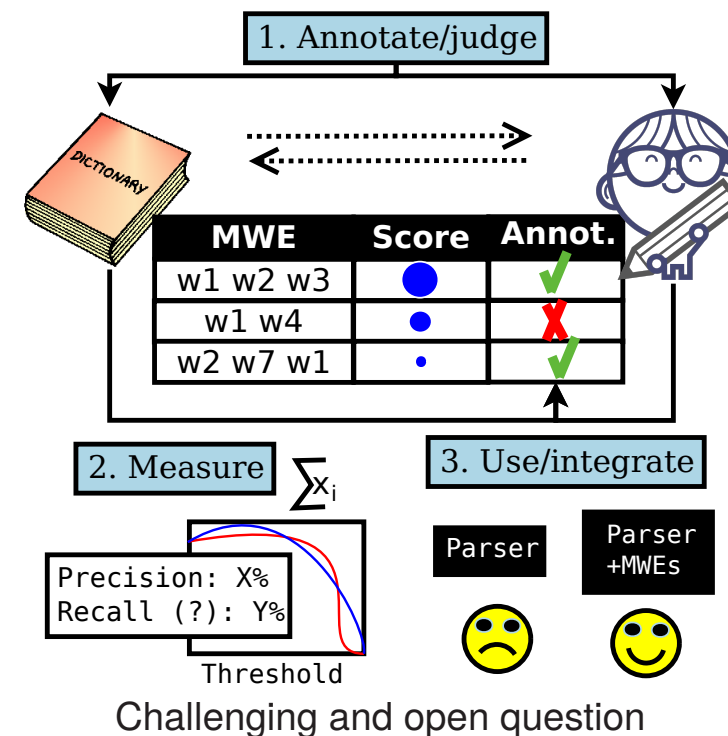 1. Annotate/judge
DICTIONARY
MWE Score Annot.
w1 w2 w3
w1 w4
w2 w7 w1
2. Measure
∑xᵢ
Precision: X%
Recall (?): Y%
Threshold
3. Use/integrate
Parser
Parser
+MWEs
Challenging and open question